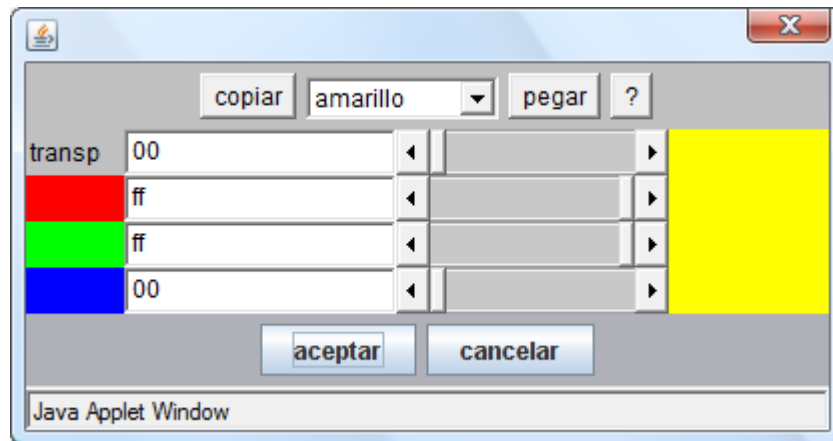 copiar amarillo pegar ?
transp 00
ff
ff
00
aceptar cancelar
Java Applet Window